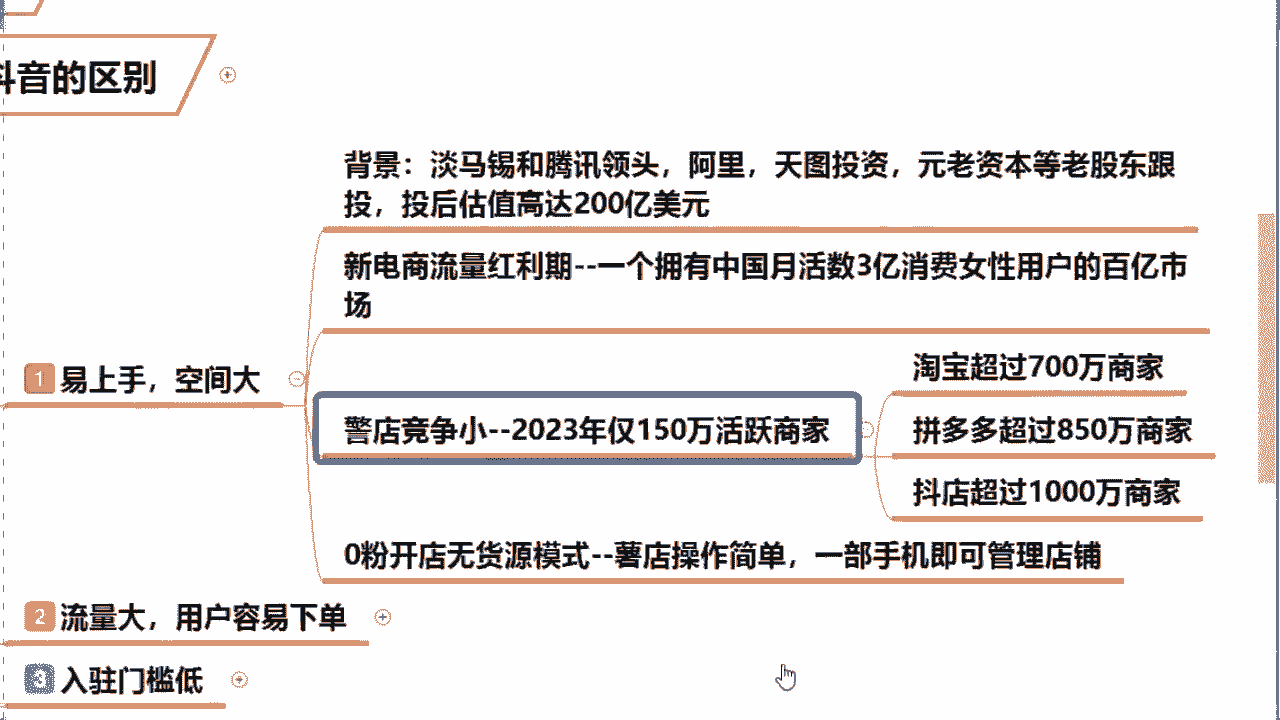 抖音的区别
背景：淡马锡和腾讯领头，阿里，天图投资，元老资本等老股东跟
投，投后估值高达200亿美元
新电商流量红利期--一个拥有中国月活数3亿消费女性用户的百亿市
场
1 易上手，空间大
淘宝超过700万商家
警店竞争小--2023年仅150万活跃商家
拼多多超过850万商家
抖店超过1000万商家
0粉开店无货源模式--薯店操作简单，一部手机即可管理店铺
2 流量大，用户容易下单
3 入驻门槛低